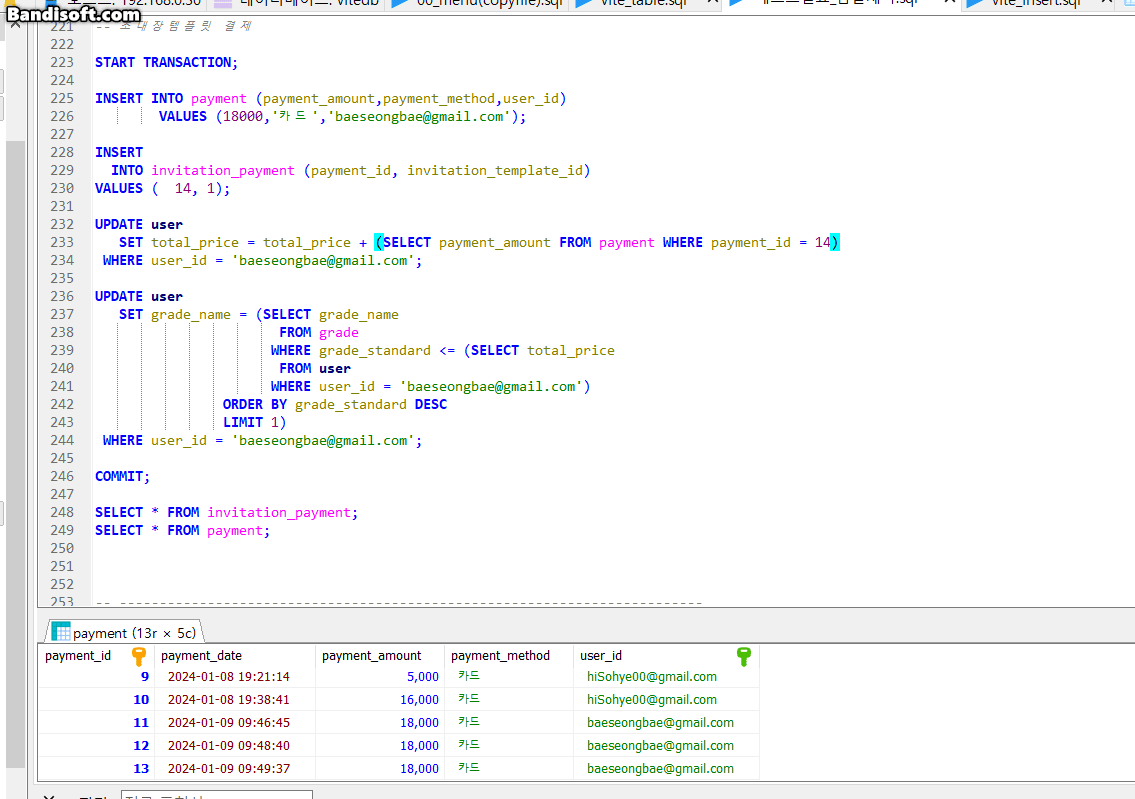 Bandisoft.com
192.168.0.30
00_menu(copyfile).sql
vite_table.sql
vite_insert.sql
221 -- 초대장템플릿 결제
222
223 START TRANSACTION;
224
225 INSERT INTO payment (payment_amount,payment_method,user_id)
226 VALUES (18000,'카드','baeseongbae@gmail.com');
227
228 INSERT
229 INTO invitation_payment (payment_id, invitation_template_id)
230 VALUES ( 14, 1);
231
232 UPDATE user
233 SET total_price = total_price + (SELECT payment_amount FROM payment WHERE payment_id = 14)
234 WHERE user_id = 'baeseongbae@gmail.com';
235
236 UPDATE user
237 SET grade_name = (SELECT grade_name
238 FROM grade
239 WHERE grade_standard <= (SELECT total_price
240 FROM user
241 WHERE user_id = 'baeseongbae@gmail.com')
242 ORDER BY grade_standard DESC
243 LIMIT 1)
244 WHERE user_id = 'baeseongbae@gmail.com';
245
246 COMMIT;
247
248 SELECT * FROM invitation_payment;
249 SELECT * FROM payment;
250
251
252
253 -- -------------------------------------------------------------------------
payment (13r × 5c)
payment_id payment_date payment_amount payment_method user_id
9 2024-01-08 19:21:14 5,000 카드 hiSohye00@gmail.com
10 2024-01-08 19:38:41 16,000 카드 hiSohye00@gmail.com
11 2024-01-09 09:46:45 18,000 카드 baeseongbae@gmail.com
12 2024-01-09 09:48:40 18,000 카드 baeseongbae@gmail.com
13 2024-01-09 09:49:37 18,000 카드 baeseongbae@gmail.com